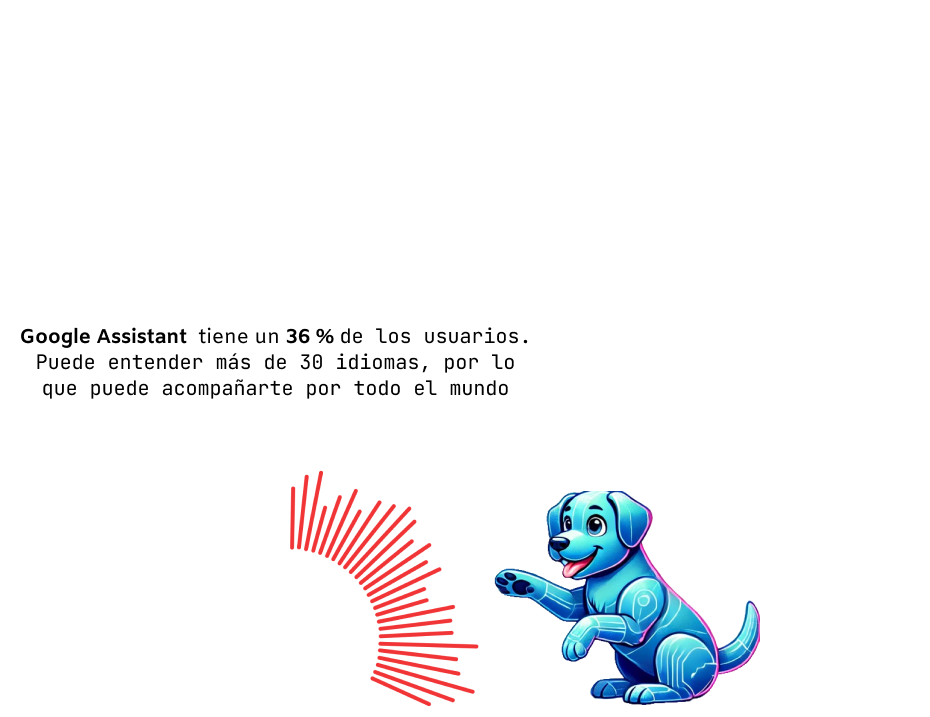 Google Assistant tiene un 36 % de los usuarios.
Puede entender más de 30 idiomas, por lo
que puede acompañarte por todo el mundo